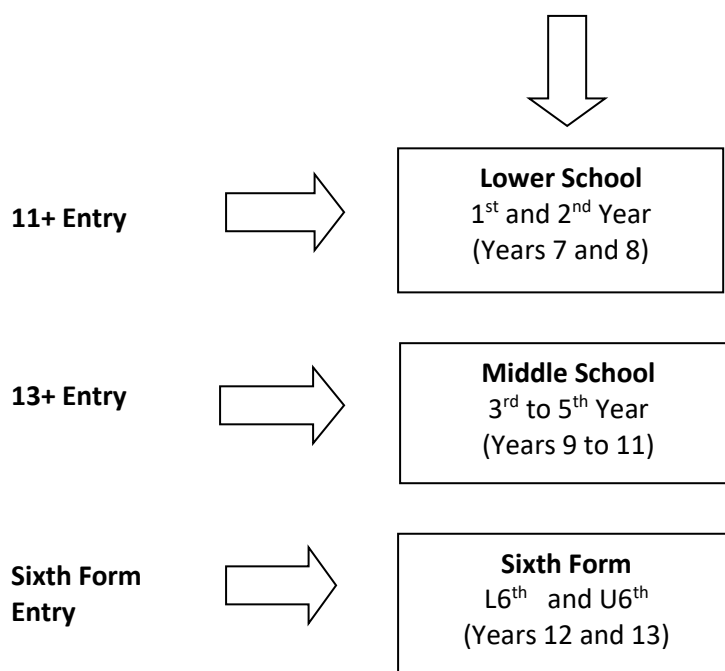 11+ Entry
Lower School
1st and 2nd Year
(Years 7 and 8)
13+ Entry
Middle School
3rd to 5th Year
(Years 9 to 11)
Sixth Form
Entry
Sixth Form
L6th and U6th
(Years 12 and 13)